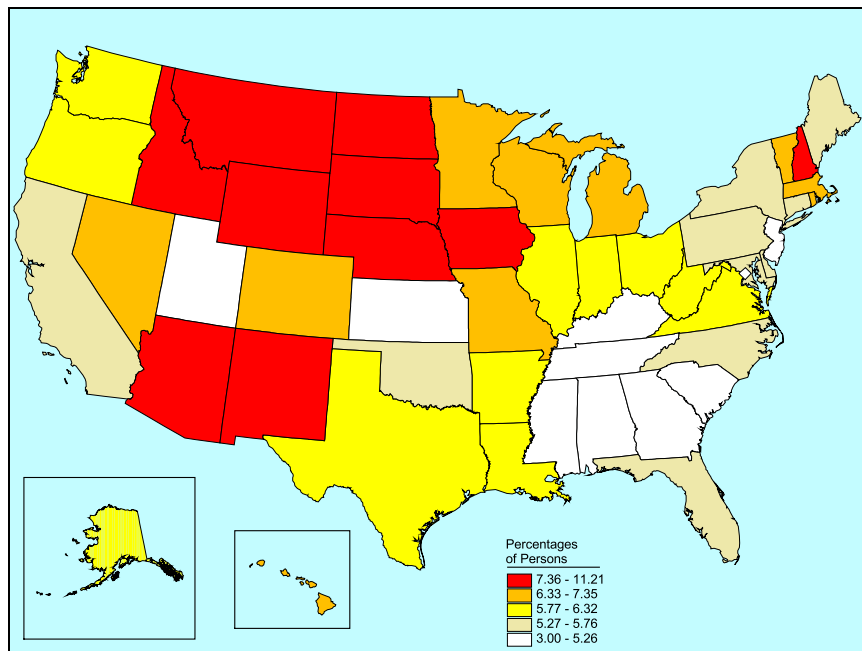 Percentages
of Persons
7.36 - 11.21
6.33 - 7.35
5.77 - 6.32
5.27 - 5.76
3.00 - 5.26